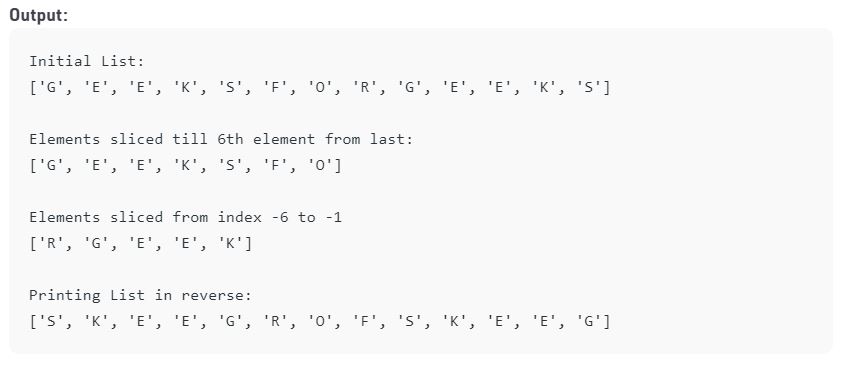 Output:
Initial List:
['G', 'E', 'E', 'K', 'S', 'F', 'O', 'R', 'G', 'E', 'E', 'K', 'S']
Elements sliced till 6th element from last:
['G', 'E', 'E', 'K', 'S', 'F', 'O']
Elements sliced from index -6 to -1
['R', 'G', 'E', 'E', 'K']
Printing List in reverse:
['S', 'K', 'E', 'E', 'G', 'R', 'O', 'F', 'S', 'K', 'E', 'E', 'G']